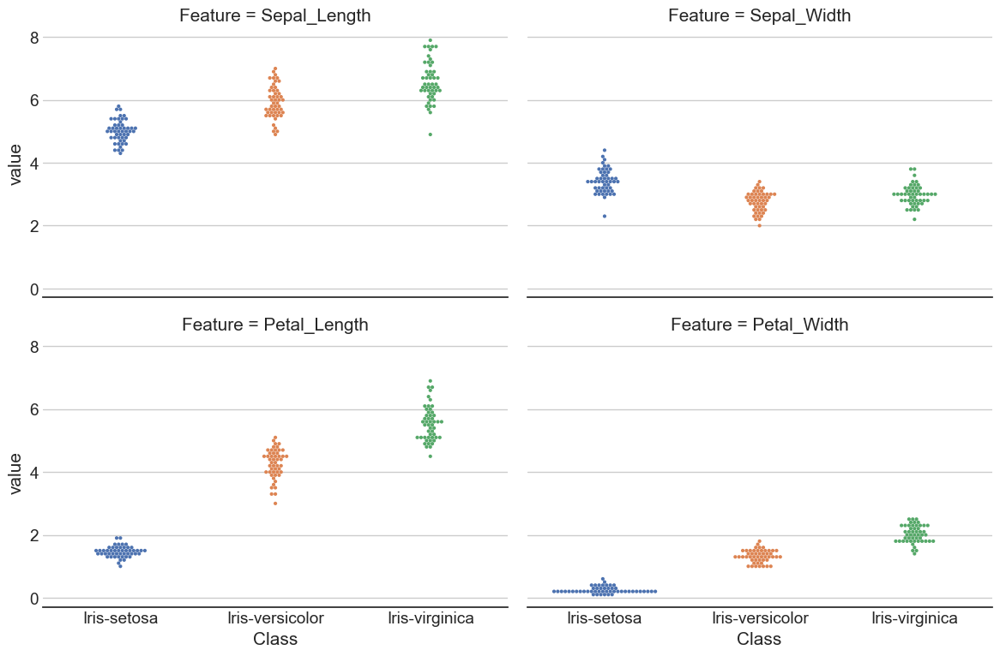 Feature = Sepal_Length
Feature = Sepal_Width
8
6
4
2
0
value
Feature = Petal_Length
Feature = Petal_Width
8
6
4
2
0
value
Iris-setosa Iris-versicolor Iris-virginica
Class
Iris-setosa Iris-versicolor Iris-virginica
Class